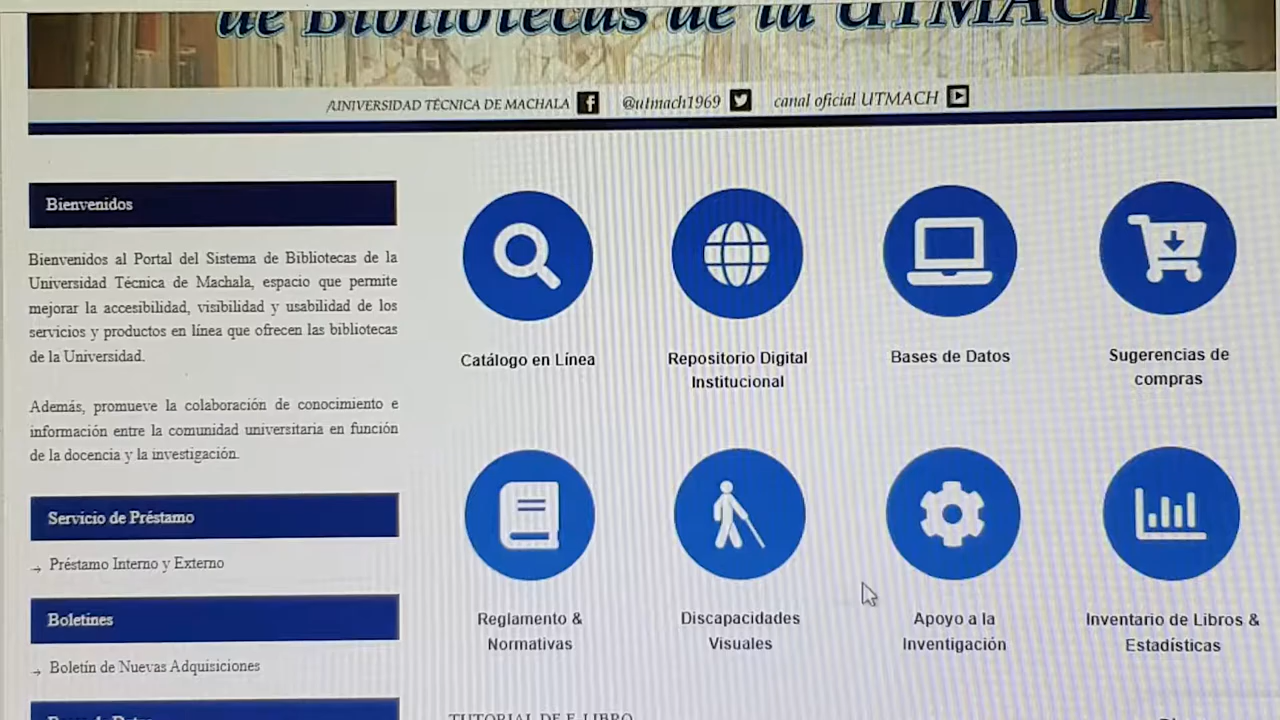 de Bibliotecas de la UTMACH
/UNIVERSIDAD TÉCNICA DE MACHALA
@utmach1969
canal oficial UTMACH
Bienvenidos
Bienvenidos al Portal del Sistema de Bibliotecas de la
Universidad Técnica de Machala, espacio que permite
mejorar la accesibilidad, visibilidad y usabilidad de los
servicios y productos en línea que ofrecen las bibliotecas
de la Universidad.
Además, promueve la colaboración de conocimiento e
información entre la comunidad universitaria en función
de la docencia y la investigación.
Servicio de Préstamo
→ Préstamo Interno y Externo
Boletines
→ Boletín de Nuevas Adquisiciones
Catálogo en Línea
Repositorio Digital
Institucional
Bases de Datos
Sugerencias de
compras
Reglamento &
Normativas
Discapacidades
Visuales
Apoyo a la
Investigación
Inventario de Libros &
Estadísticas
TUTORIAL DE E-LIBRO